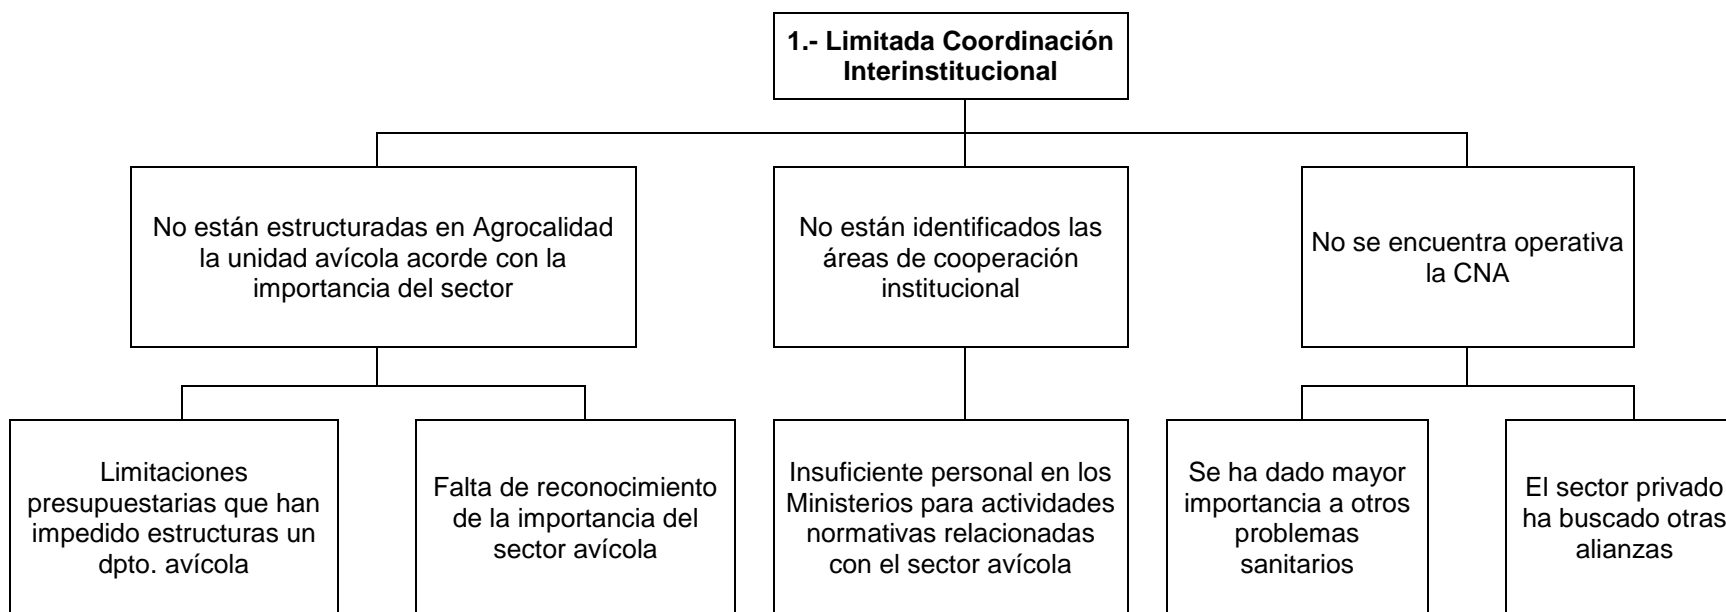 1.- Limitada Coordinación
Interinstitucional
No están estructuradas en Agrocalidad
la unidad avícola acorde con la
importancia del sector
No están identificados las
áreas de cooperación
institucional
No se encuentra operativa
la CNA
Limitaciones
presupuestarias que han
impedido estructuras un
dpto. avícola
Falta de reconocimiento
de la importancia del
sector avícola
Insuficiente personal en los
Ministerios para actividades
normativas relacionadas
con el sector avícola
Se ha dado mayor
importancia a otros
problemas
sanitarios
El sector privado
ha buscado otras
alianzas